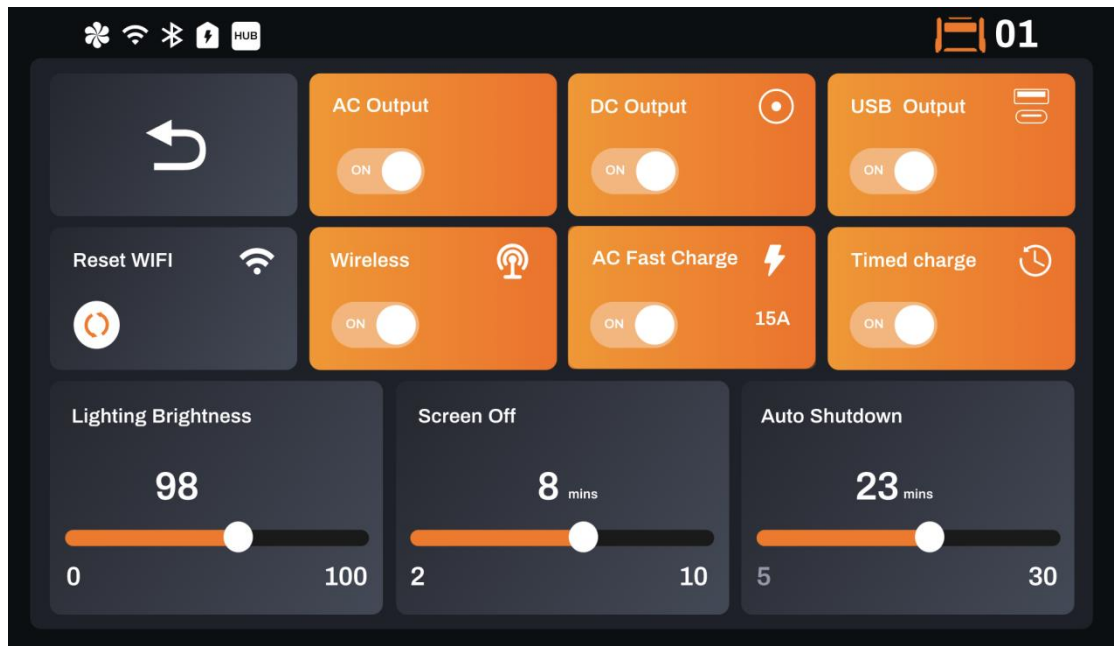 HUB
01
AC Output
ON
DC Output
ON
USB Output
ON
Reset WIFI
Wireless
ON
AC Fast Charge
ON
15A
Timed charge
ON
Lighting Brightness
98
0 100
Screen Off
8 mins
2 10
Auto Shutdown
23 mins
5 30